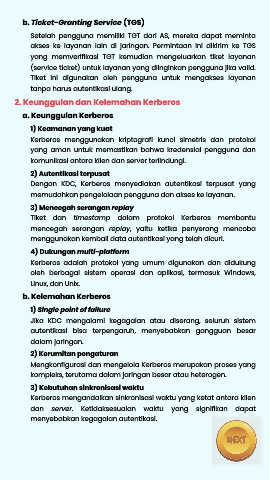 b. Ticket-Granting Service (TGS)
Setelah pengguna memiliki TGT dari AS, mereka dapat meminta
akses ke layanan lain di jaringan. Permintaan ini dikirim ke TGS
yang memverifikasi TGT kemudian mengeluarkan tiket layanan
(service ticket) untuk layanan yang diinginkan pengguna jika valid.
Tiket ini digunakan oleh pengguna untuk mengakses layanan
tanpa harus autentikasi ulang.
2. Keunggulan dan Kelemahan Kerberos
a. Keunggulan Kerberos
1) Keamanan yang kuat
Kerberos menggunakan kriptografi kunci simetris dan protokol
yang aman untuk memastikan bahwa kredensial pengguna dan
komunikasi antara klien dan server terlindungi.
2) Autentikasi terpusat
Dengan KDC, Kerberos menyediakan autentikasi terpusat yang
memudahkan pengelolaan pengguna dan akses ke layanan.
3) Mencegah serangan replay
Tiket dan timestamp dalam protokol Kerberos membantu
mencegah serangan replay, yaitu ketika penyerang mencoba
menggunakan kembali data autentikasi yang telah dicuri.
4) Dukungan multi-platform
Kerberos adalah protokol yang umum digunakan dan didukung
oleh berbagai sistem operasi dan aplikasi, termasuk Windows,
Linux, dan Unix.
b. Kelemahan Kerberos
1) Single point of failure
Jika KDC mengalami kegagalan atau diserang, seluruh sistem
autentikasi bisa terpengaruh, menyebabkan gangguan besar
dalam jaringan.
2) Kerumitan pengaturan
Mengkonfigurasi dan mengelola Kerberos merupakan proses yang
kompleks, terutama dalam jaringan besar atau heterogen.
3) Kebutuhan sinkronisasi waktu
Kerberos mengandalkan sinkronisasi waktu yang ketat antara klien
dan server. Ketidaksesuaian waktu yang signifikan dapat
menyebabkan kegagalan autentikasi.
NEXT